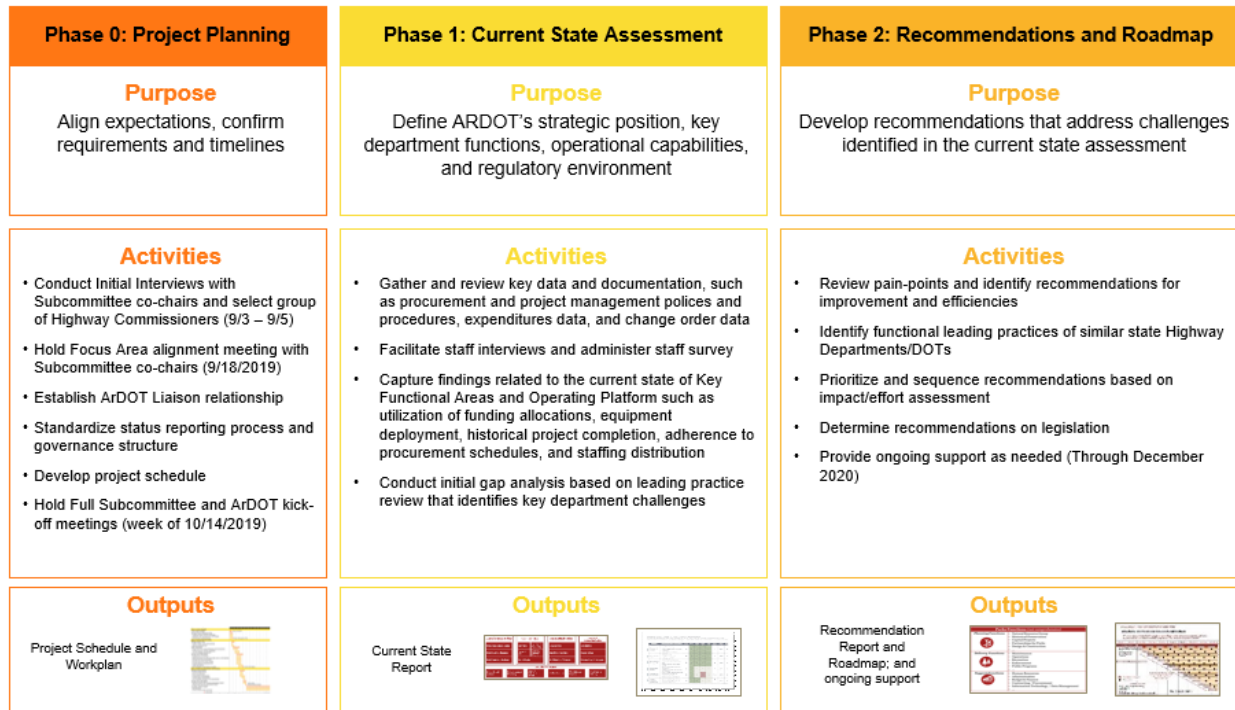 Phase 0: Project Planning
Purpose
Align expectations, confirm
requirements and timelines
Activities
• Conduct Initial Interviews with
Subcommittee co-chairs and select group
of Highway Commissioners (9/3 – 9/5)
• Hold Focus Area alignment meeting with
Subcommittee co-chairs (9/18/2019)
• Establish ArDOT Liaison relationship
• Standardize status reporting process and
governance structure
• Develop project schedule
• Hold Full Subcommittee and ArDOT kick-
off meetings (week of 10/14/2019)
Outputs
Project Schedule and
Workplan
Phase 1: Current State Assessment
Purpose
Define ARDOT's strategic position, key
department functions, operational capabilities,
and regulatory environment
Activities
• Gather and review key data and documentation, such
as procurement and project management polices and
procedures, expenditures data, and change order data
• Facilitate staff interviews and administer staff survey
• Capture findings related to the current state of Key
Functional Areas and Operating Platform such as
utilization of funding allocations, equipment
deployment, historical project completion, adherence to
procurement schedules, and staffing distribution
• Conduct initial gap analysis based on leading practice
review that identifies key department challenges
Outputs
Current State
Report
Phase 2: Recommendations and Roadmap
Purpose
Develop recommendations that address challenges
identified in the current state assessment
Activities
• Review pain-points and identify recommendations for
improvement and efficiencies
• Identify functional leading practices of similar state Highway
Departments/DOTs
• Prioritize and sequence recommendations based on
impact/effort assessment
• Determine recommendations on legislation
• Provide ongoing support as needed (Through December
2020)
Outputs
Recommendation
Report and
Roadmap; and
ongoing support